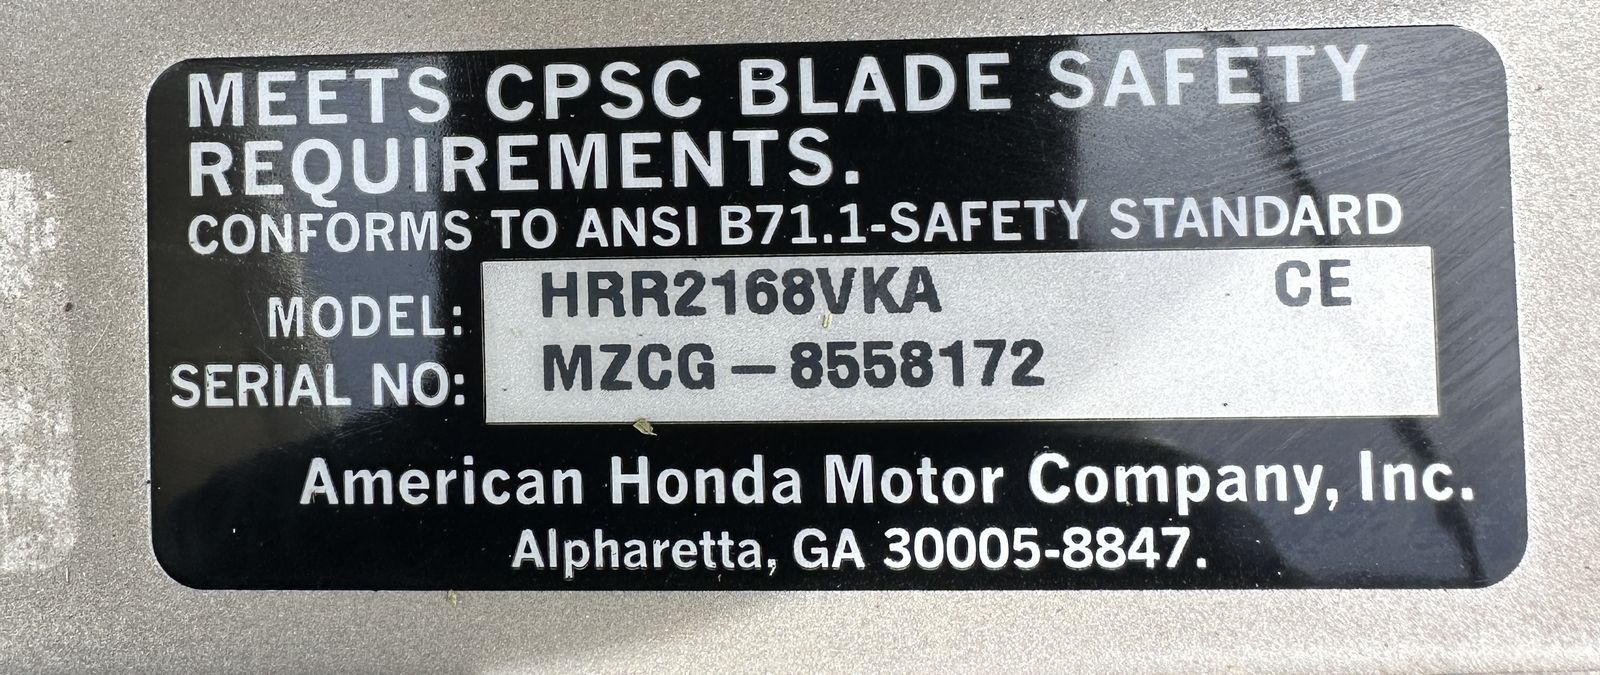 MEETS CPSC BLADE SAFETY
REQUIREMENTS.
CONFORMS TO ANSI B71.1-SAFETY STANDARD
MODEL: HRR2168VKA CE
SERIAL NO: MZCG – 8558172
American Honda Motor Company, Inc.
Alpharetta, GA 30005-8847.